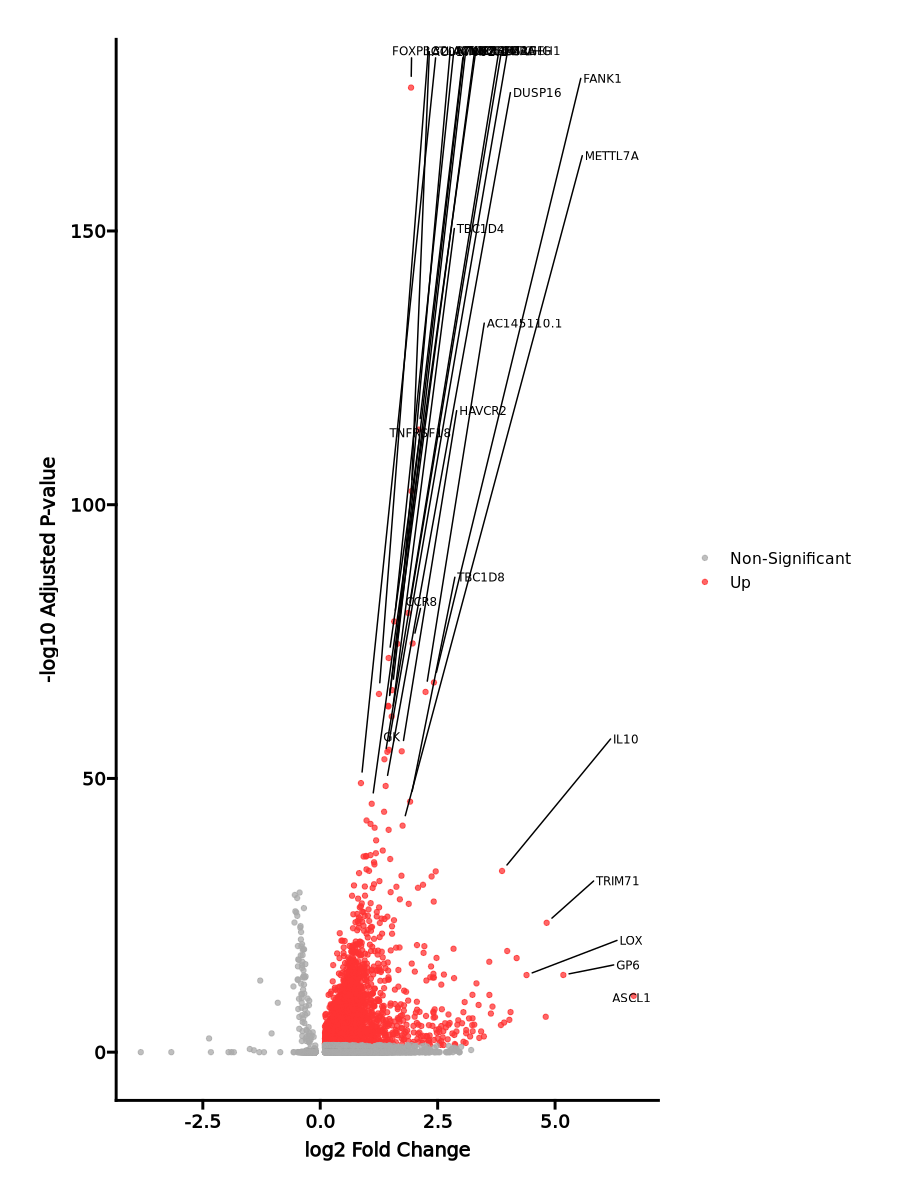 FANK1
DUSP16
METTL7A
TBC1D4
AC145110.1
HAVCR2
TNFRSF18
TBC1D8
CCR8
GK
IL10
TRIM71
LOX
GP6
ASCL1
150
100
50
0
-2.5
0.0
2.5
5.0
log2 Fold Change
-log10 Adjusted P-value
Non-Significant
Up